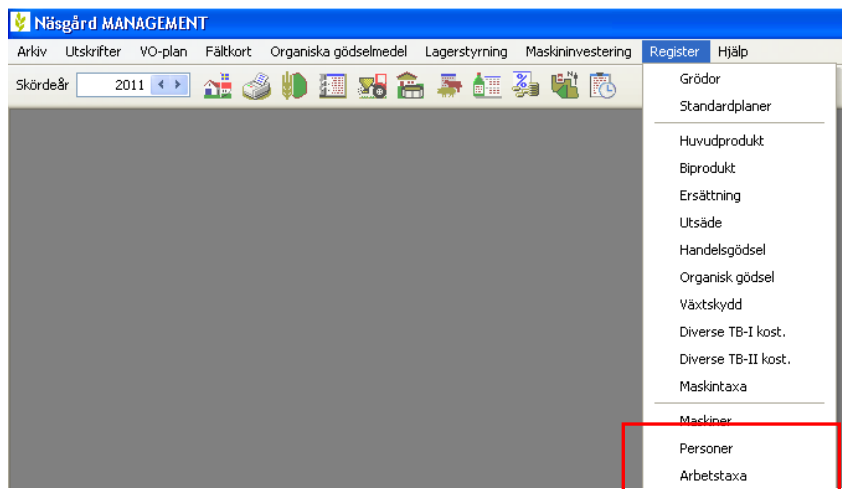 Näsgård MANAGEMENT
Arkiv Utskrifter VO-plan Fältkort Organiska gödselmedel Lagerstyrning Maskininvestering Register Hjälp
Skördeår 2011
Grödor
Standardplaner
Huvudprodukt
Biprodukt
Ersättning
Utsäde
Handelsgödsel
Organisk gödsel
Växtskydd
Diverse TB-I kost.
Diverse TB-II kost.
Maskintaxa
Maskiner
Personer
Arbetstaxa